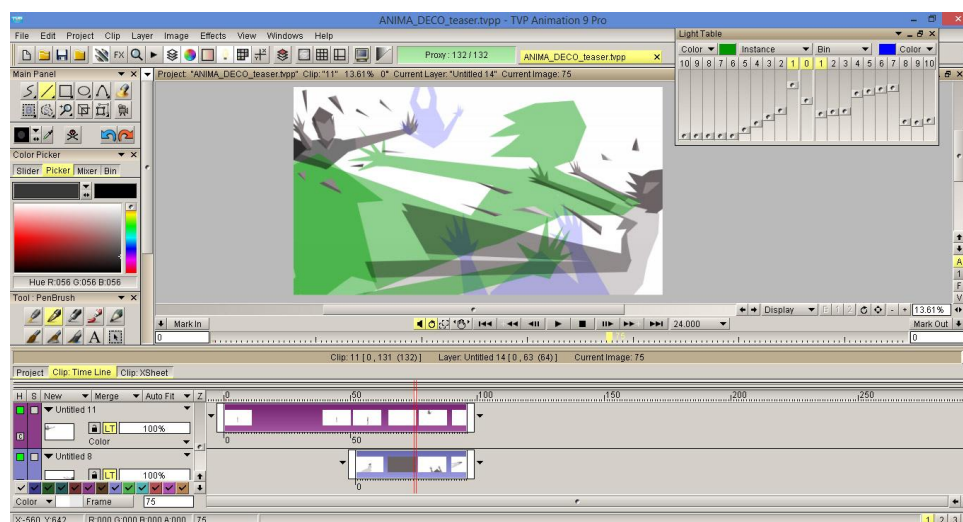 ANIMA_DECO_teaser.tvpp - TVP Animation 9 Pro
File Edit Project Clip Layer Image Effects View Windows Help
FX
Proxy : 132 / 132
ANIMA_DECO_teaser.tvpp
Light Table
Color Instance Bin Color
10 9 8 7 6 5 4 3 2 1 0 1 2 3 4 5 6 7 8 9 10
Main Panel
Project: "ANIMA_DECO_teaser.tvpp" Clip:"11" 13.61% 0° Current Layer:"Untitled 14" Current Image: 75
Color Picker
Slider Picker Mixer Bin
Hue R:056 G:056 B:056
Tool : PenBrush
A
1
F
V
Display 13.61%
Mark In 24.000 Mark Out
0 75 0
Clip: 11 [ 0 , 131 (132) ] Layer: Untitled 14 [ 0 , 63 (64) ] Current Image: 75
Project Clip: Time Line Clip: XSheet
H S New Merge Auto Fit Z 0 50 100 150 200 250
Untitled 11
LT 100%
Color
0 50
Untitled 8
LT 100%
0
Color Frame 75
X:-560 Y:642 R:000 G:000 B:000 A:000 75 1 2 3